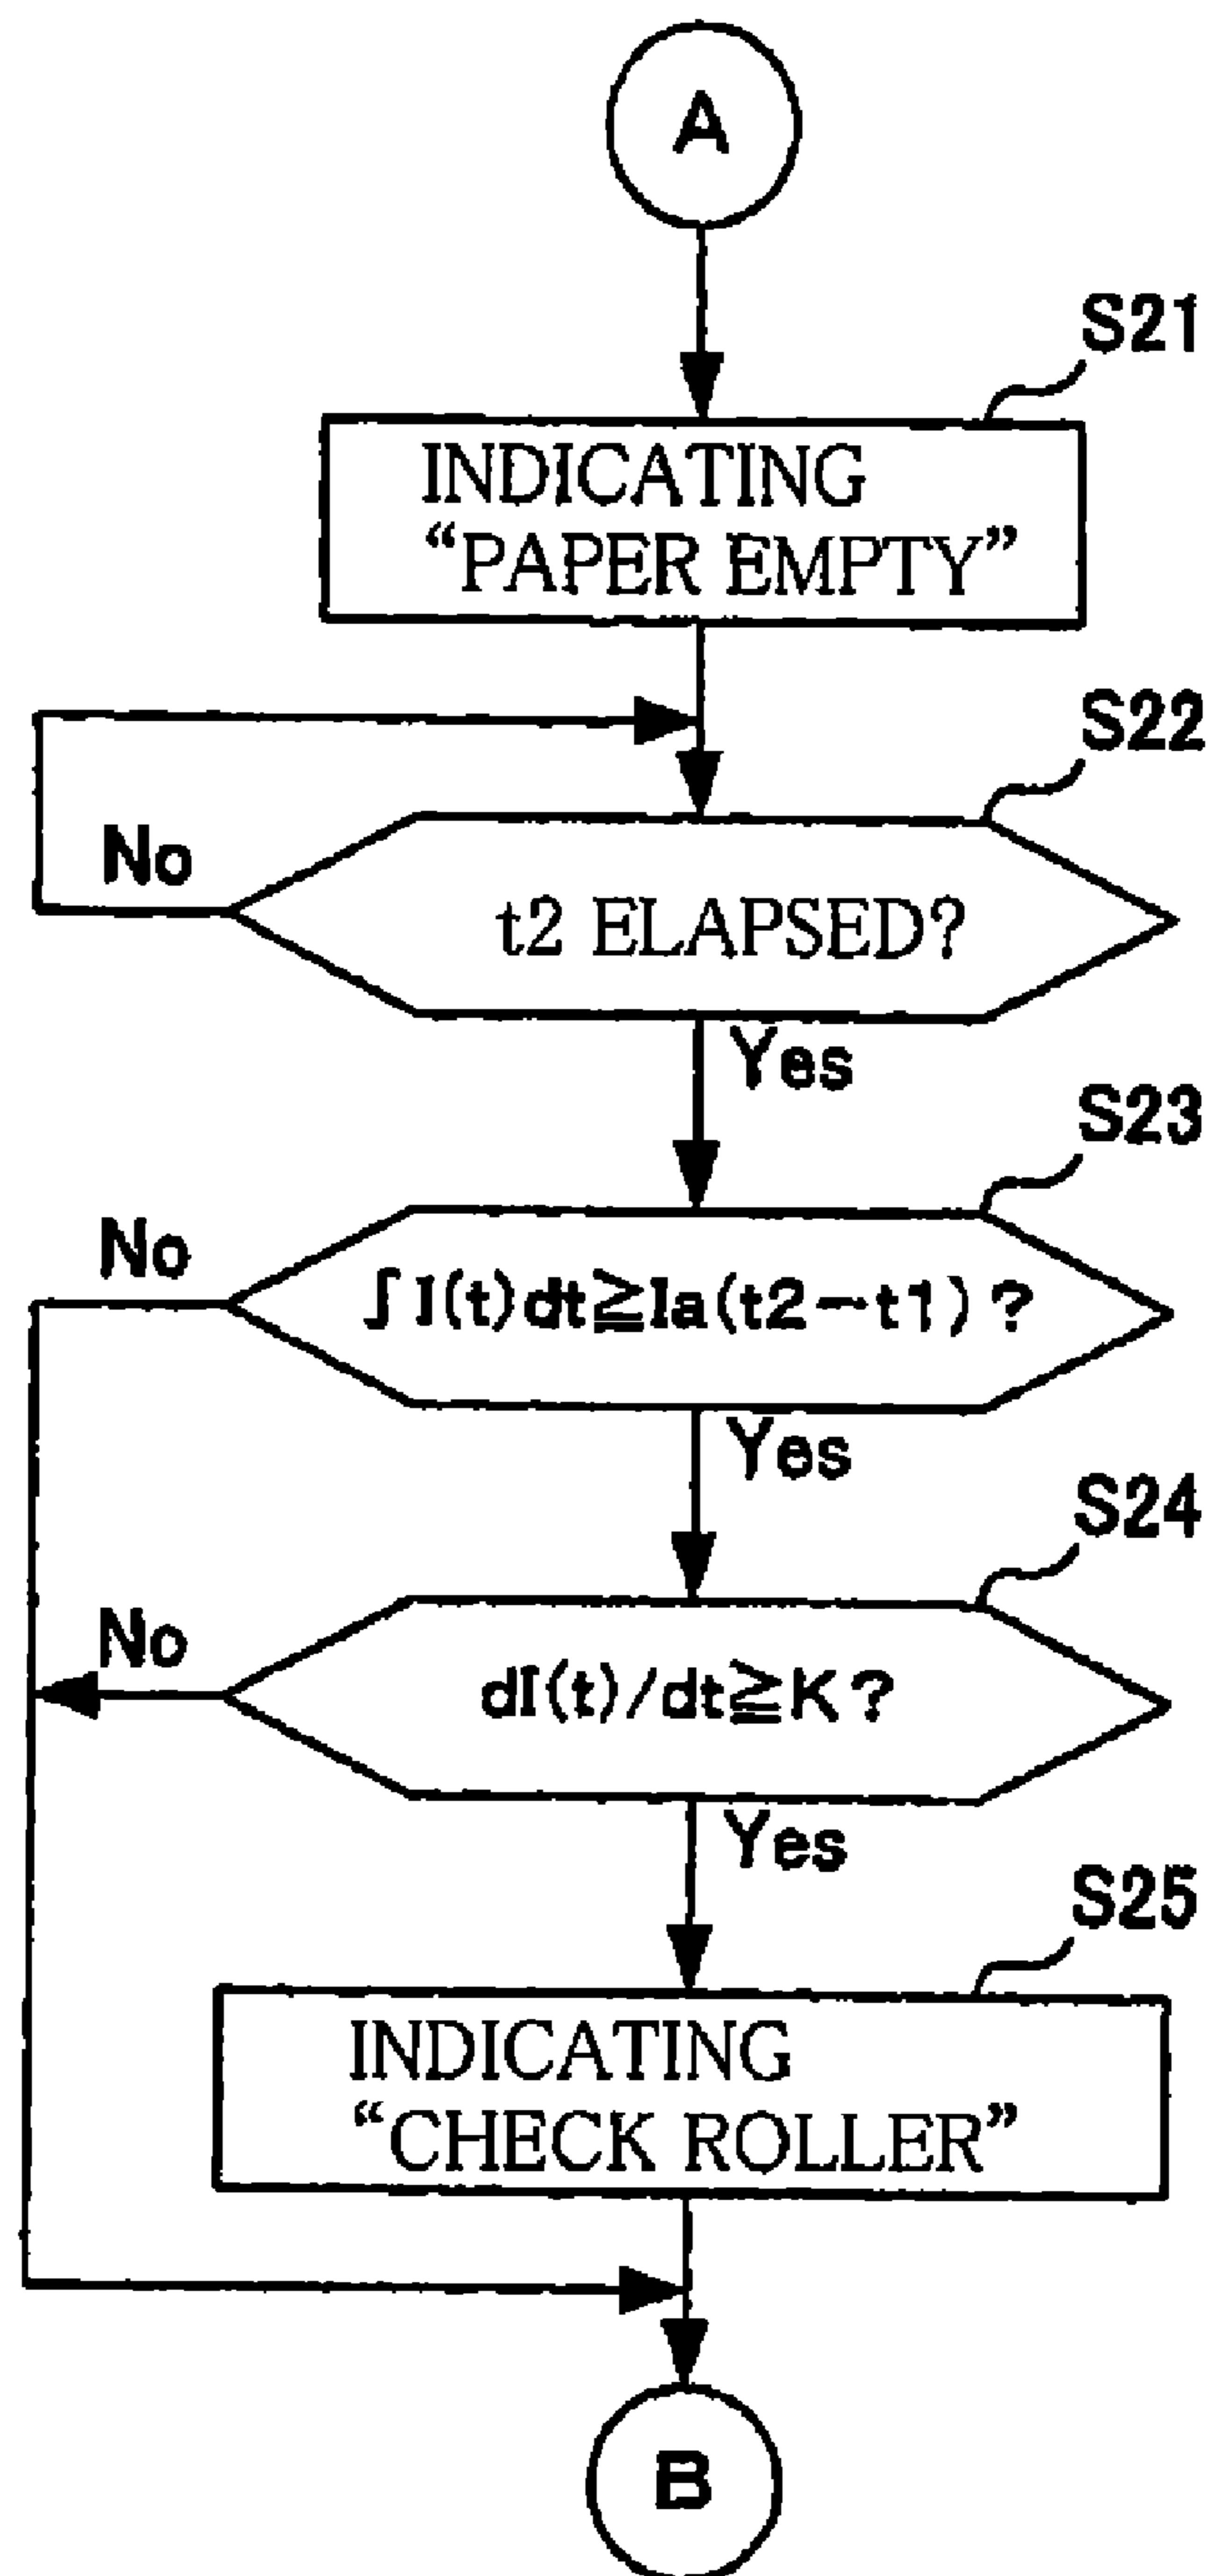 A
S21
INDICATING
“PAPER EMPTY”
S22
No
t2 ELAPSED?
Yes
S23
No
∫I(t)dt≧Ia(t2−t1)?
Yes
S24
No
dI(t)/dt≧K?
Yes
S25
INDICATING
“CHECK ROLLER”
B